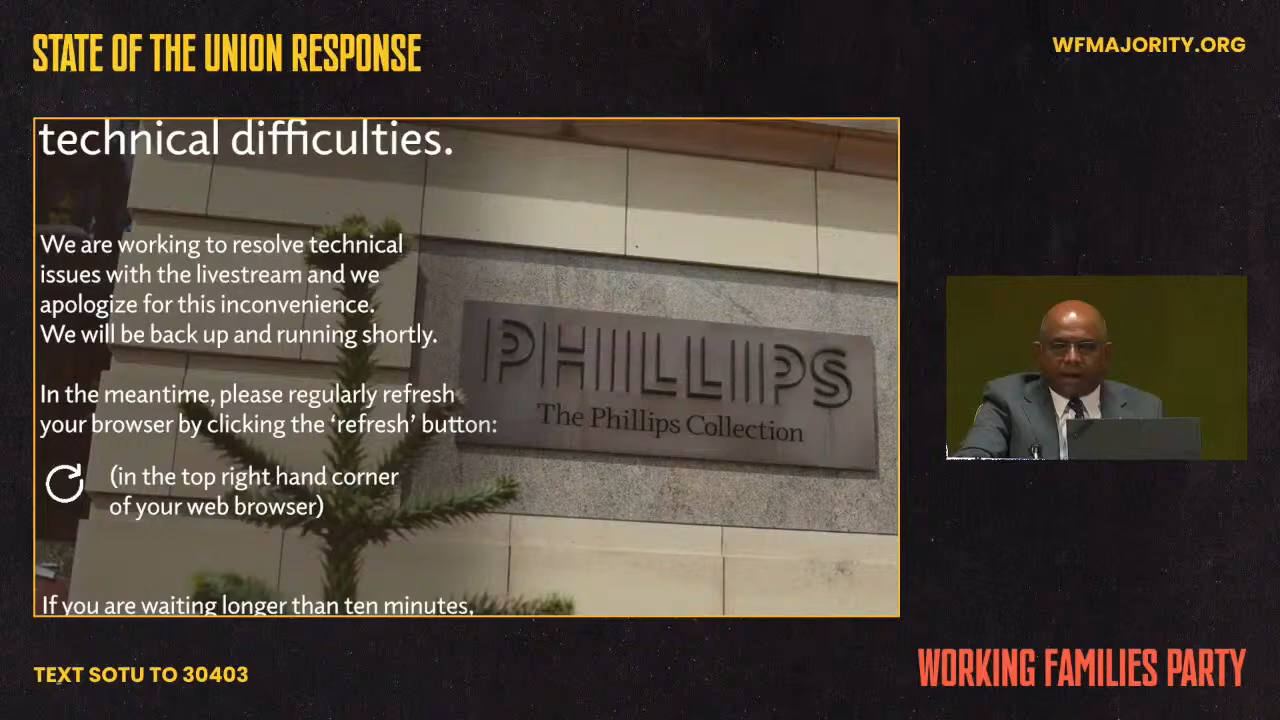 STATE OF THE UNION RESPONSE
WFMAJORITY.ORG
technical difficulties.
We are working to resolve technical
issues with the livestream and we
apologize for this inconvenience.
We will be back up and running shortly.
In the meantime, please regularly refresh
your browser by clicking the ‘refresh’ button:
(in the top right hand corner
of your web browser)
If you are waiting longer than ten minutes,
PHILLIPS
The Phillips Collection
TEXT SOTU TO 30403
WORKING FAMILIES PARTY